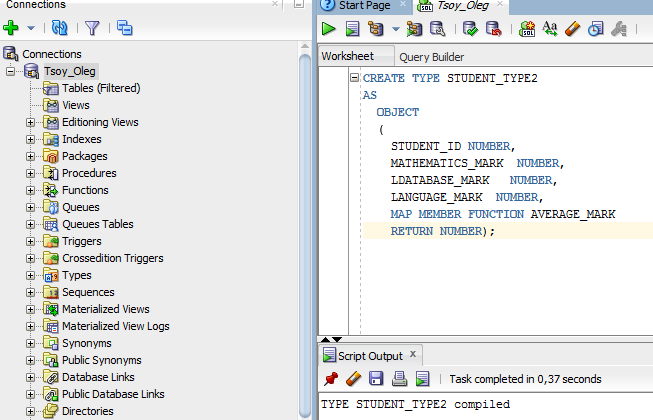 Connections
Start Page
Tsoy_Oleg
Worksheet
Query Builder
Connections
Tsoy_Oleg
Tables (Filtered)
Views
Editioning Views
Indexes
Packages
Procedures
Functions
Queues
Queues Tables
Triggers
Crossedition Triggers
Types
Sequences
Materialized Views
Materialized View Logs
Synonyms
Public Synonyms
Database Links
Public Database Links
Directories
CREATE TYPE STUDENT_TYPE2
AS
OBJECT
(
STUDENT_ID NUMBER,
MATHEMATICS_MARK NUMBER,
LDATABASE_MARK NUMBER,
LANGUAGE_MARK NUMBER,
MAP MEMBER FUNCTION AVERAGE_MARK
RETURN NUMBER);
Script Output
Task completed in 0,37 seconds
TYPE STUDENT_TYPE2 compiled